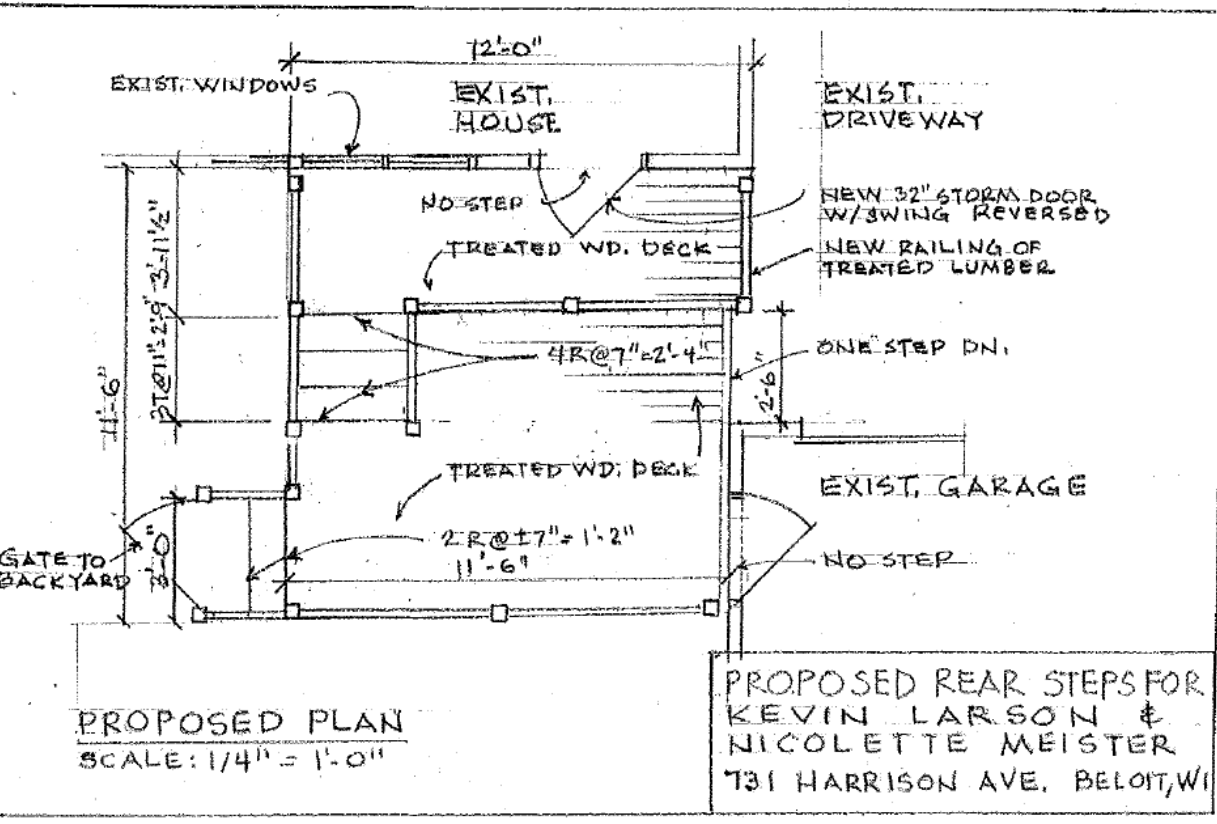 12'-0"
EXIST. WINDOWS
EXIST.
HOUSE
EXIST.
DRIVEWAY
NO STEP
NEW 32" STORM DOOR
W/ SWING REVERSED
TREATED WD. DECK
NEW RAILING OF
TREATED LUMBER
3'-11½"
3T@11"=2'-9"
11'-6"
4R@7"=2'-4"
ONE STEP DN.
2'-6"
TREATED WD. DECK
EXIST. GARAGE
GATE TO
BACKYARD
3'-0"
2R@±7"=1'-2"
11'-6"
NO STEP
PROPOSED PLAN
SCALE: 1/4" = 1'-0"
PROPOSED REAR STEPS FOR
KEVIN LARSON &
NICOLETTE MEISTER
731 HARRISON AVE. BELOIT, WI